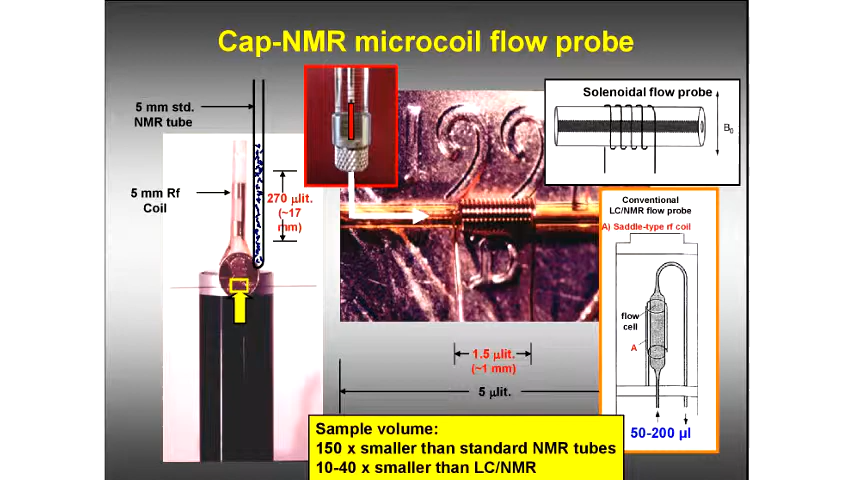 Cap-NMR microcoil flow probe
5 mm std.
NMR tube
5 mm Rf
Coil
270 µlit.
(~17
mm)
Solenoidal flow probe
B₀
Conventional
LC/NMR flow probe
A) Saddle-type rf coil
flow
cell
A
50-200 µl
1.5 µlit.
(~1 mm)
5 µlit.
Sample volume:
150 x smaller than standard NMR tubes
10-40 x smaller than LC/NMR